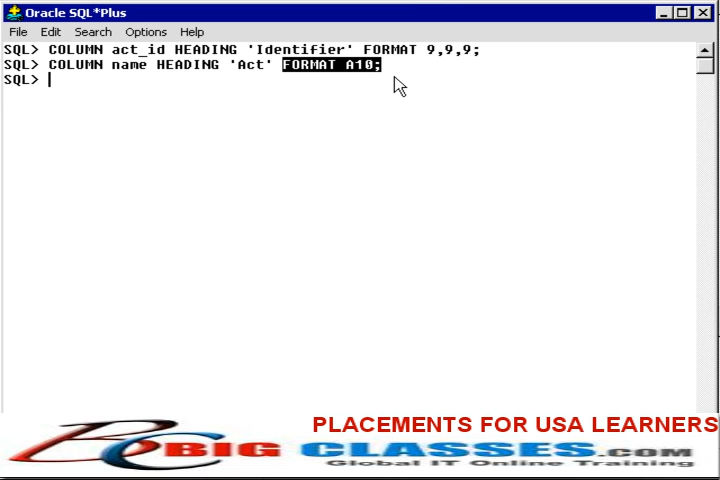 Oracle SQL*Plus
File Edit Search Options Help
SQL> COLUMN act_id HEADING 'Identifier' FORMAT 9,9,9;
SQL> COLUMN name HEADING 'Act' FORMAT A10;
SQL>
PLACEMENTS FOR USA LEARNERS
BC BIG CLASSES.COM
Global IT Online Training